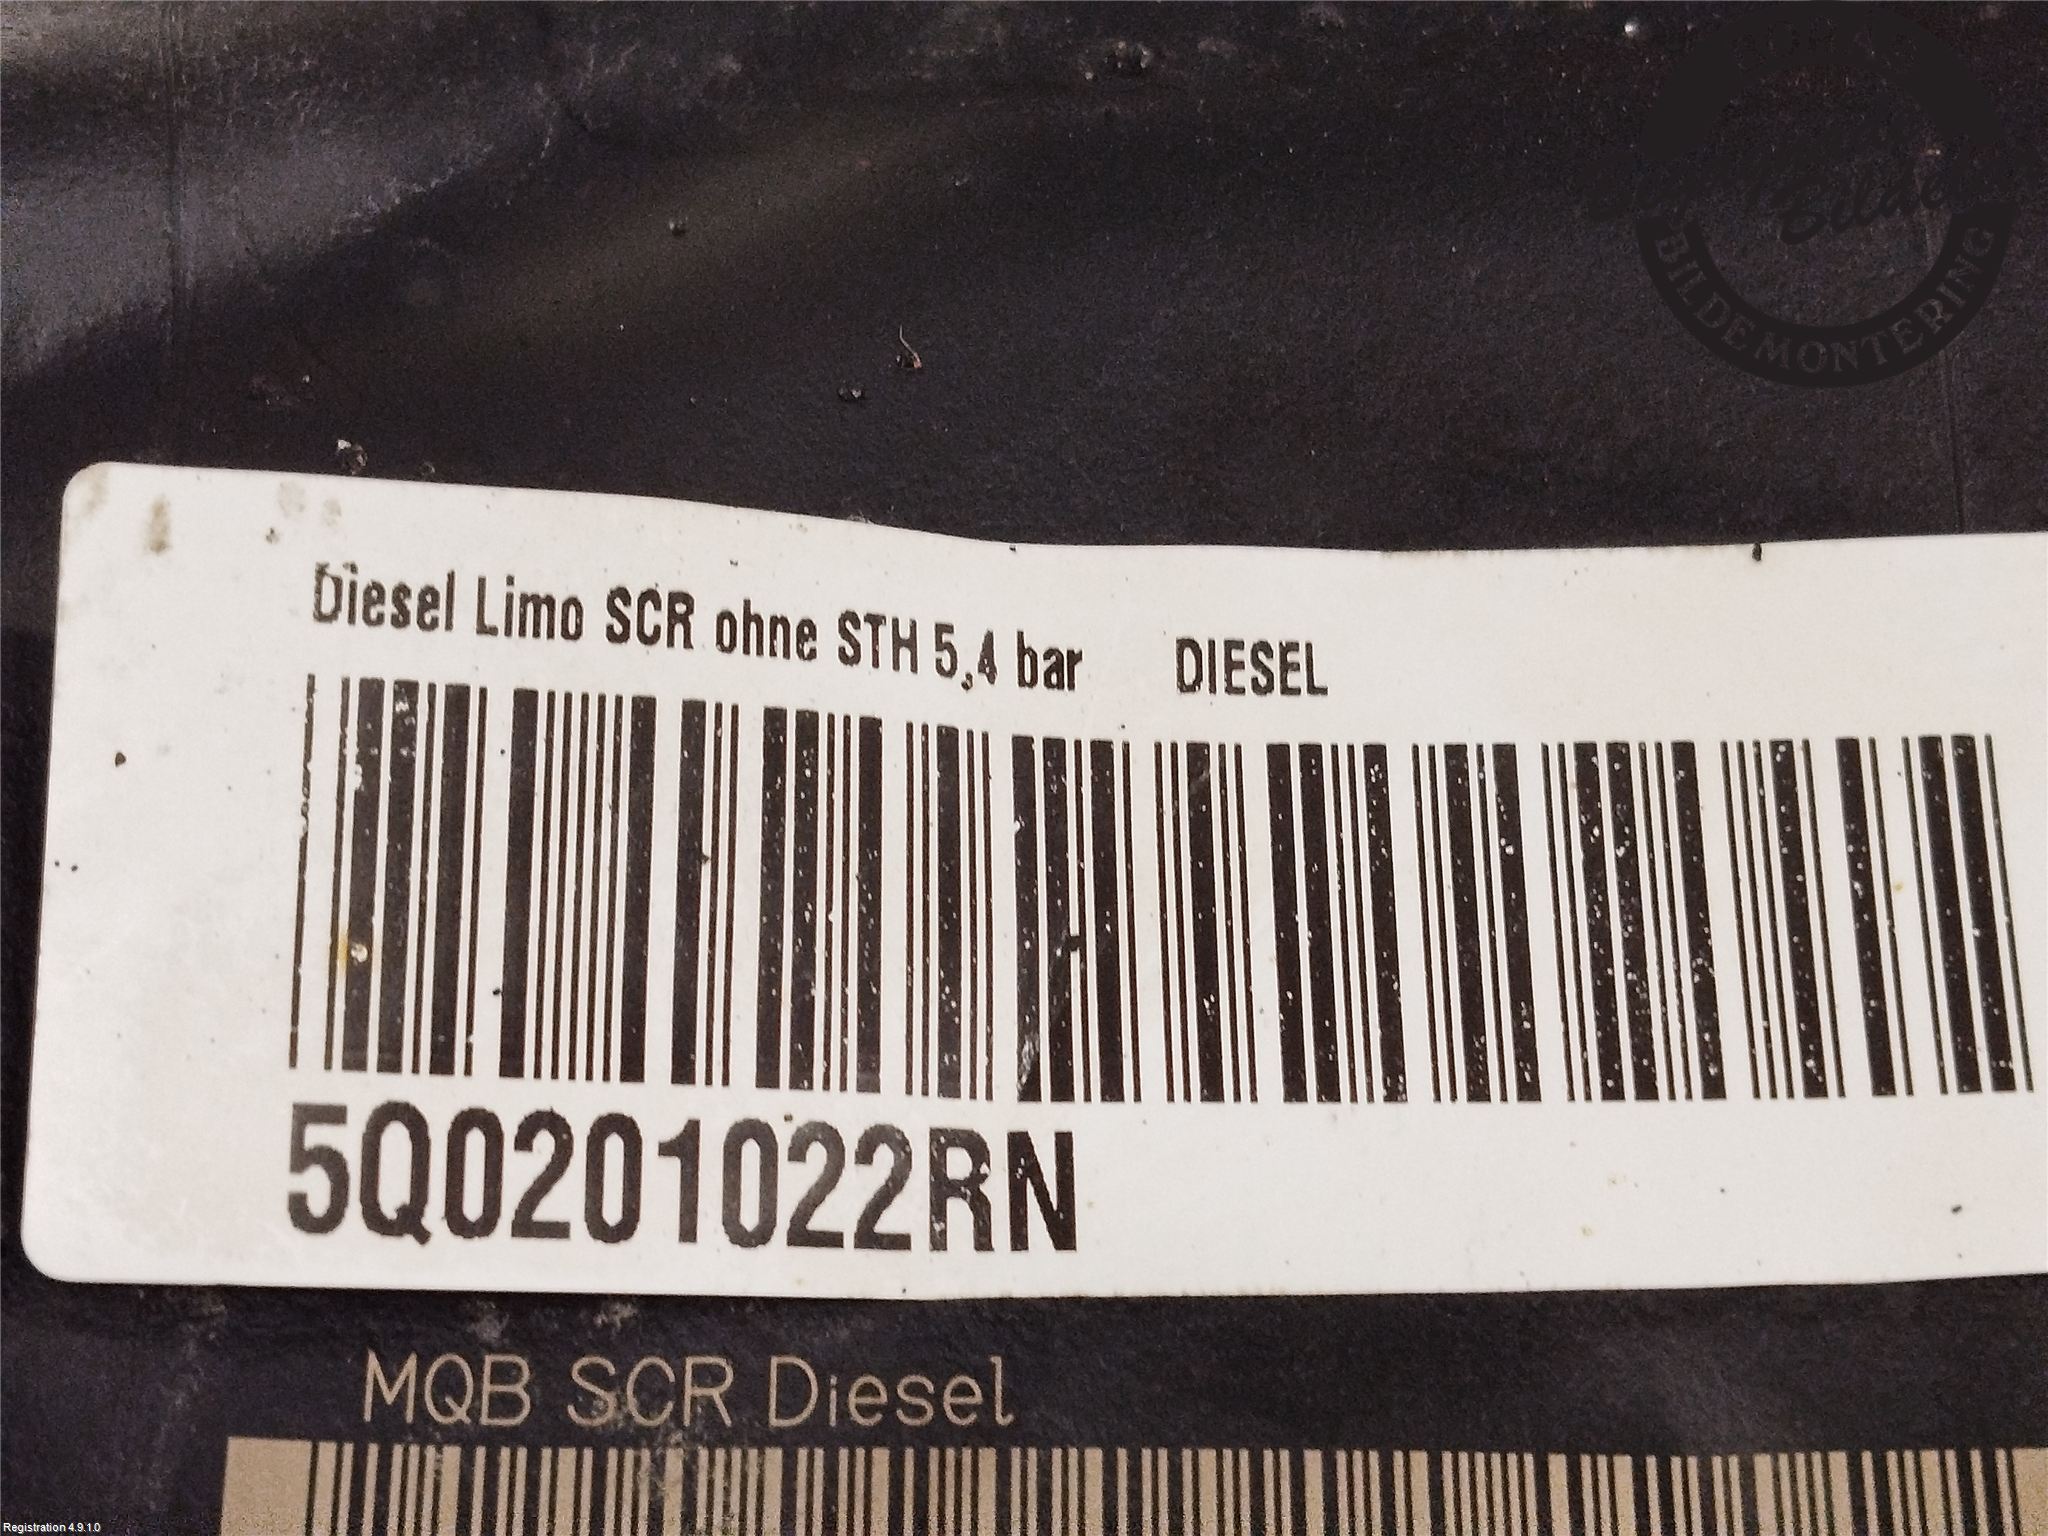 BILDEMONTERING
Diesel Limo SCR ohne STH 5,4 bar DIESEL
5Q0201022RN
MQB SCR Diesel
Registration 4.9.1.0